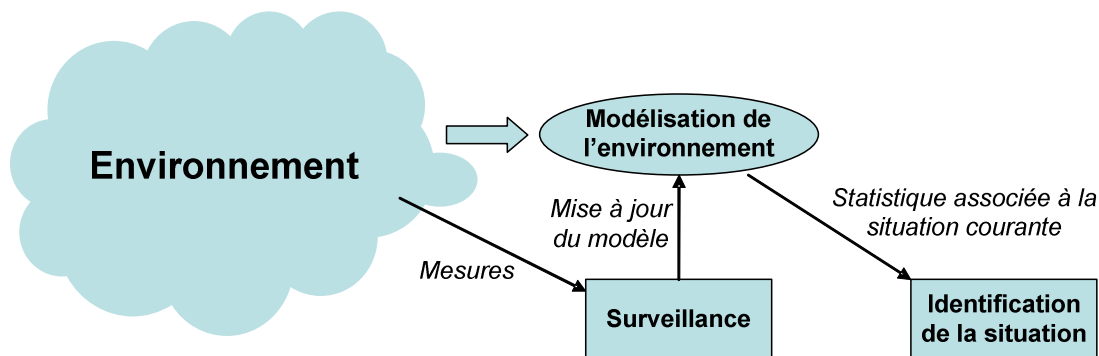 Environnement
Modélisation de
l'environnement
Mise à jour
du modèle
Statistique associée à la
situation courante
Mesures
Surveillance
Identification
de la situation